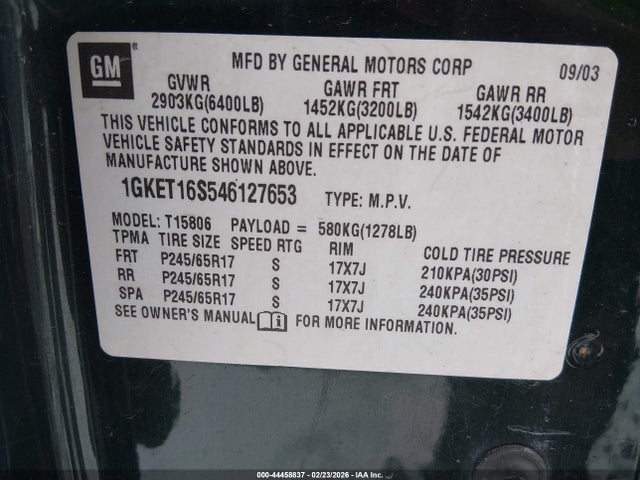 GM ®
MFD BY GENERAL MOTORS CORP 09/03
GVWR GAWR FRT GAWR RR
2903KG(6400LB) 1452KG(3200LB) 1542KG(3400LB)
THIS VEHICLE CONFORMS TO ALL APPLICABLE U.S. FEDERAL MOTOR
VEHICLE SAFETY STANDARDS IN EFFECT ON THE DATE OF
MANUFACTURE SHOWN ABOVE.
1GKET16S546127653 TYPE: M.P.V.
MODEL: T15806 PAYLOAD = 580KG(1278LB)
TPMA TIRE SIZE SPEED RTG RIM COLD TIRE PRESSURE
FRT P245/65R17 S 17X7J 210KPA(30PSI)
RR P245/65R17 S 17X7J 240KPA(35PSI)
SPA P245/65R17 S 17X7J 240KPA(35PSI)
SEE OWNER'S MANUAL FOR MORE INFORMATION.
000-44458837 - 02/23/2026 - IAA Inc.